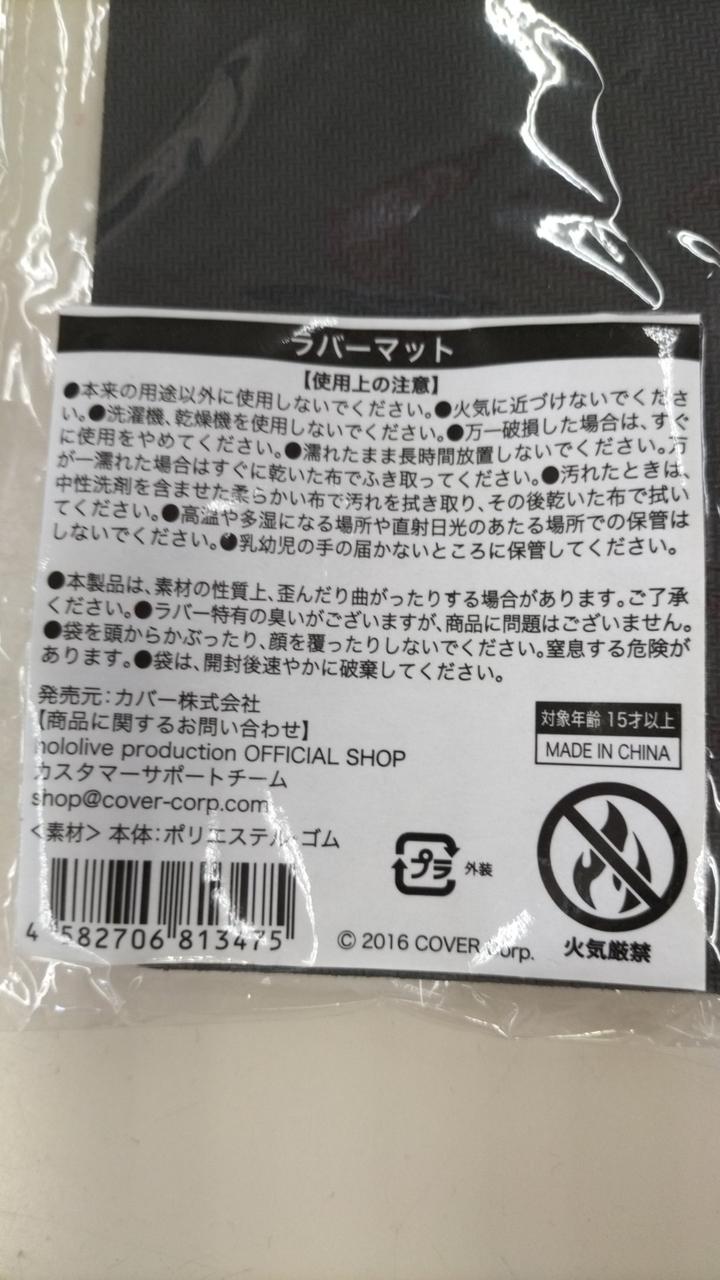 ラバーマット
【使用上の注意】
●本来の用途以外に使用しないでください。●火気に近づけないでくださ
い。●洗濯機、乾燥機を使用しないでください。●万一破損した場合は、すぐ
に使用をやめてください。●濡れたまま長時間放置しないでください。万
が一濡れた場合はすぐに乾いた布でふき取ってください。●汚れたときは、
中性洗剤を含ませた柔らかい布で汚れを拭き取り、その後乾いた布で拭い
てください。●高温や多湿になる場所や直射日光のあたる場所での保管は
しないでください。●乳幼児の手の届かないところに保管してください。
●本製品は、素材の性質上、歪んだり曲がったりする場合があります。ご了承
ください。●ラバー特有の臭いがございますが、商品に問題はございません。
●袋を頭からかぶったり、顔を覆ったりしないでください。窒息する危険が
あります。●袋は、開封後速やかに破棄してください。
発売元：カバー株式会社
【商品に関するお問い合わせ】
hololive production OFFICIAL SHOP
カスタマーサポートチーム
shop@cover-corp.com
＜素材＞本体：ポリエステル・ゴム
対象年齢 15才以上
MADE IN CHINA
プラ 外装
4 582706 813475
© 2016 COVER Corp.
火気厳禁